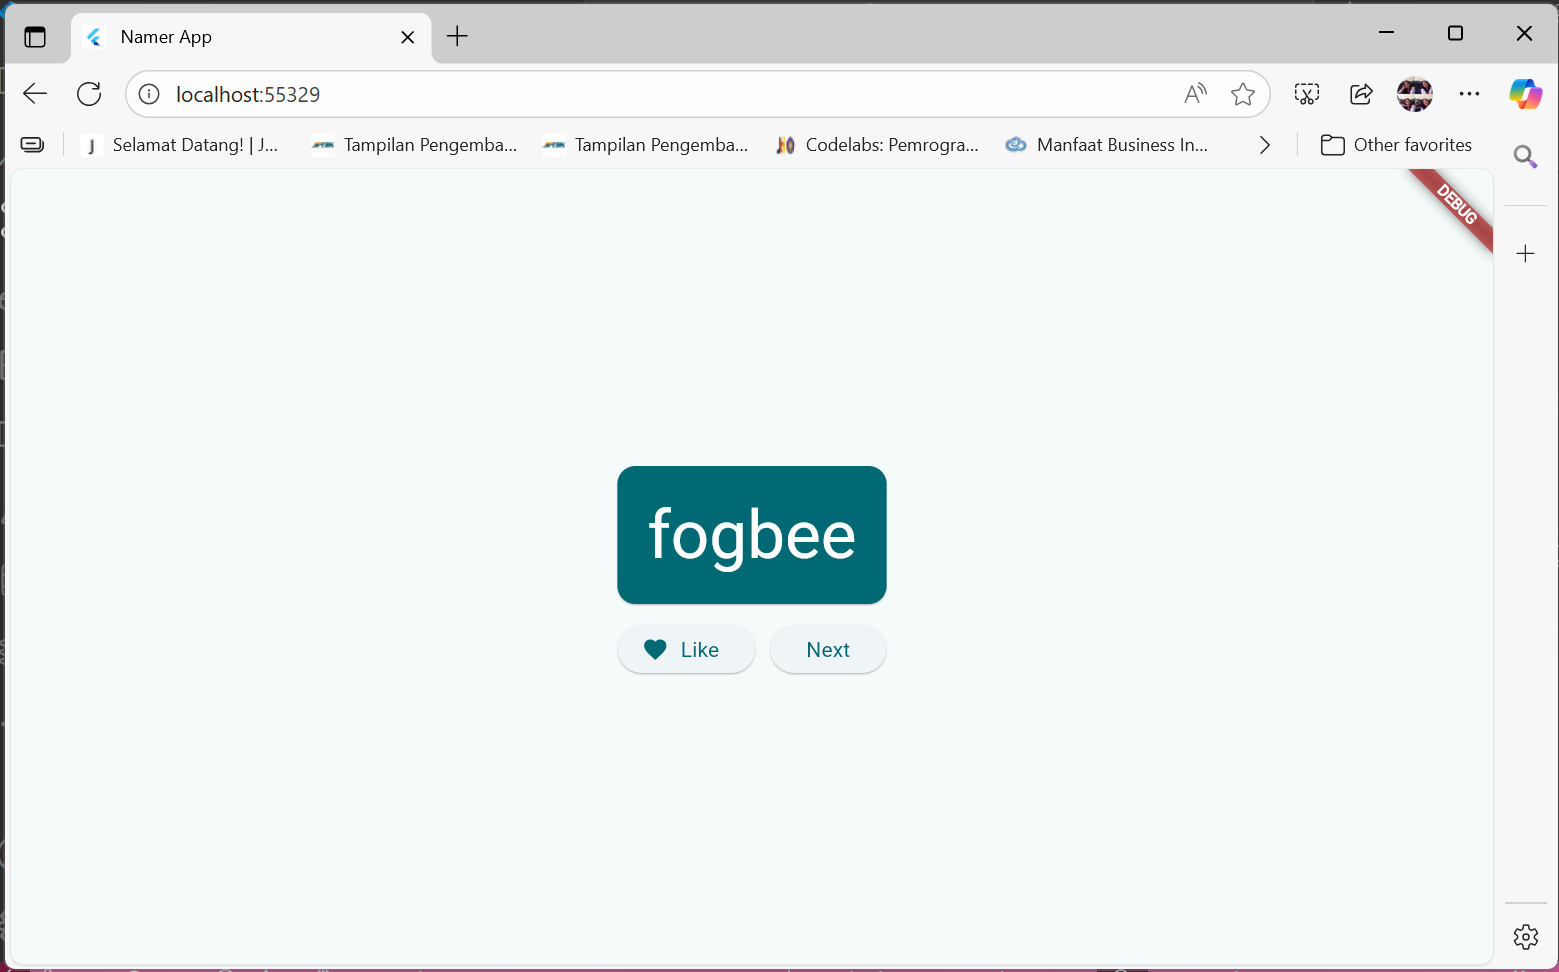 Namer App
localhost:55329
Selamat Datang! | J...
Tampilan Pengemba...
Tampilan Pengemba...
Codelabs: Pemrogra...
Manfaat Business In...
Other favorites
DEBUG
fogbee
Like
Next